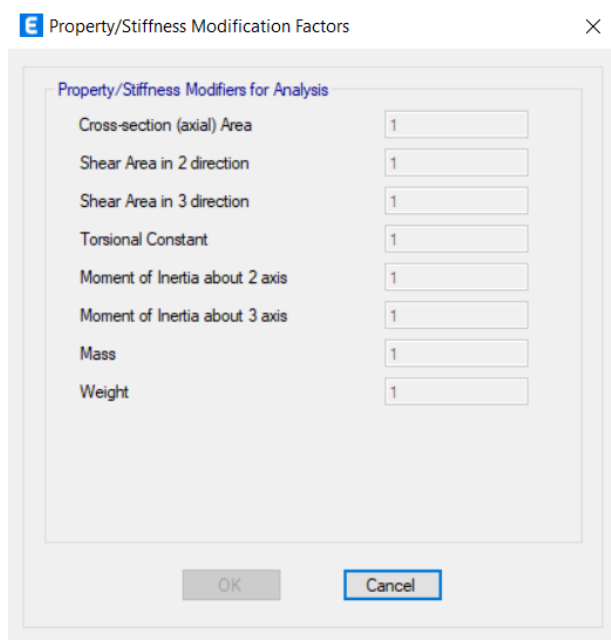 E Property/Stiffness Modification Factors
Property/Stiffness Modifiers for Analysis
Cross-section (axial) Area 1
Shear Area in 2 direction 1
Shear Area in 3 direction 1
Torsional Constant 1
Moment of Inertia about 2 axis 1
Moment of Inertia about 3 axis 1
Mass 1
Weight 1
OK Cancel